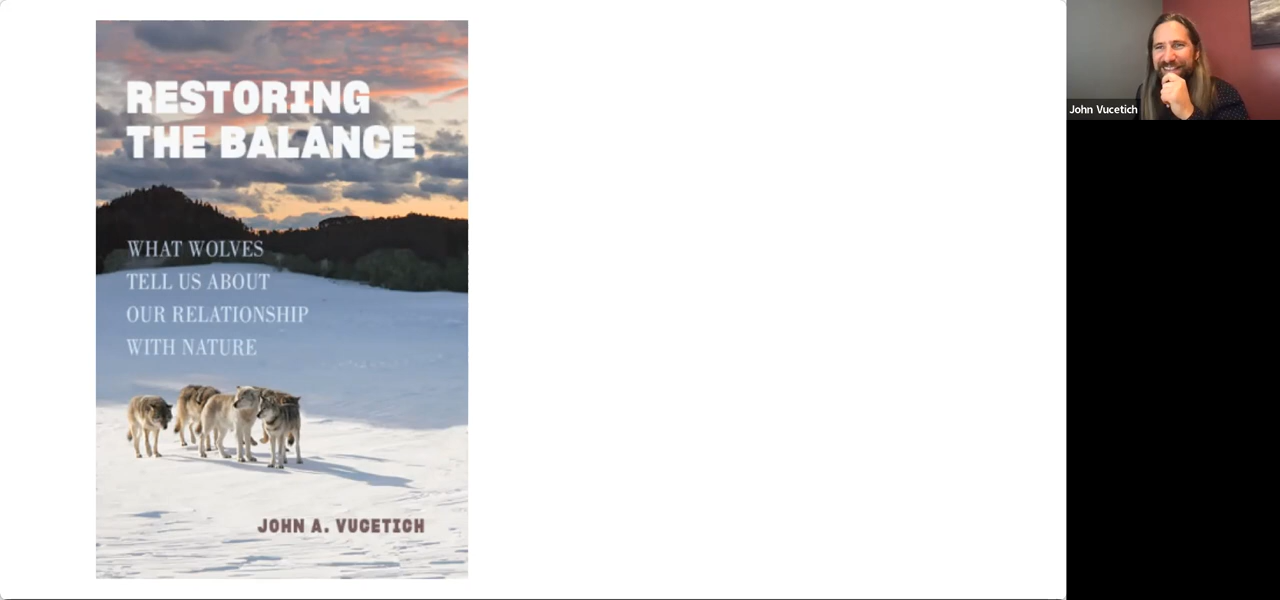 RESTORING
THE BALANCE
WHAT WOLVES
TELL US ABOUT
OUR RELATIONSHIP
WITH NATURE
JOHN A. VUCETICH
John Vucetich